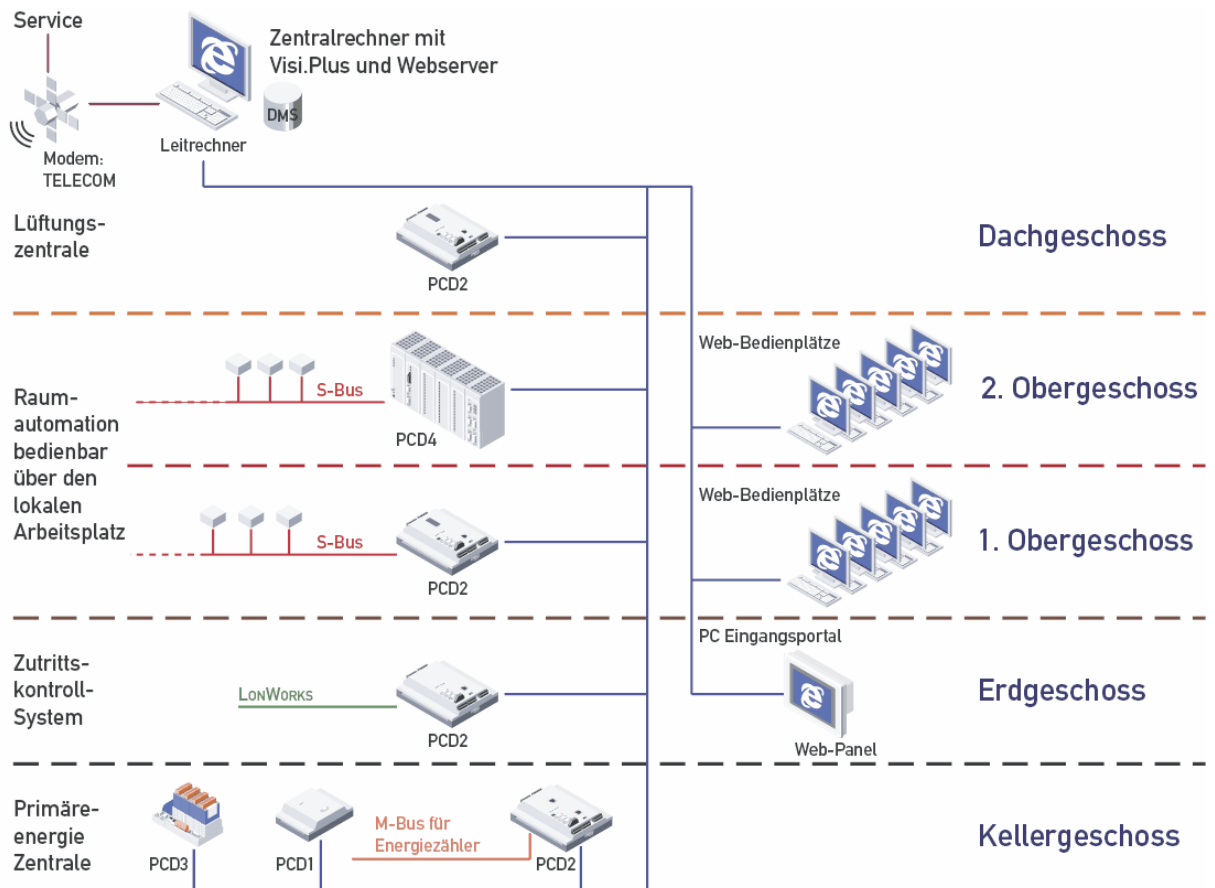 Service
Zentralrechner mit
Visi.Plus und Webserver
DMS
Leitrechner
Modem:
TELECOM
Lüftungs-
zentrale
PCD2
Dachgeschoss
Web-Bedienplätze
S-Bus
PCD4
2. Obergeschoss
Raum-
automation
bedienbar
über den
lokalen
Arbeitsplatz
Web-Bedienplätze
S-Bus
PCD2
1. Obergeschoss
PC Eingangsportal
Zutritts-
kontroll-
System
LONWORKS
PCD2
Web-Panel
Erdgeschoss
Primäre-
energie
Zentrale
PCD3
PCD1
M-Bus für
Energiezähler
PCD2
Kellergeschoss